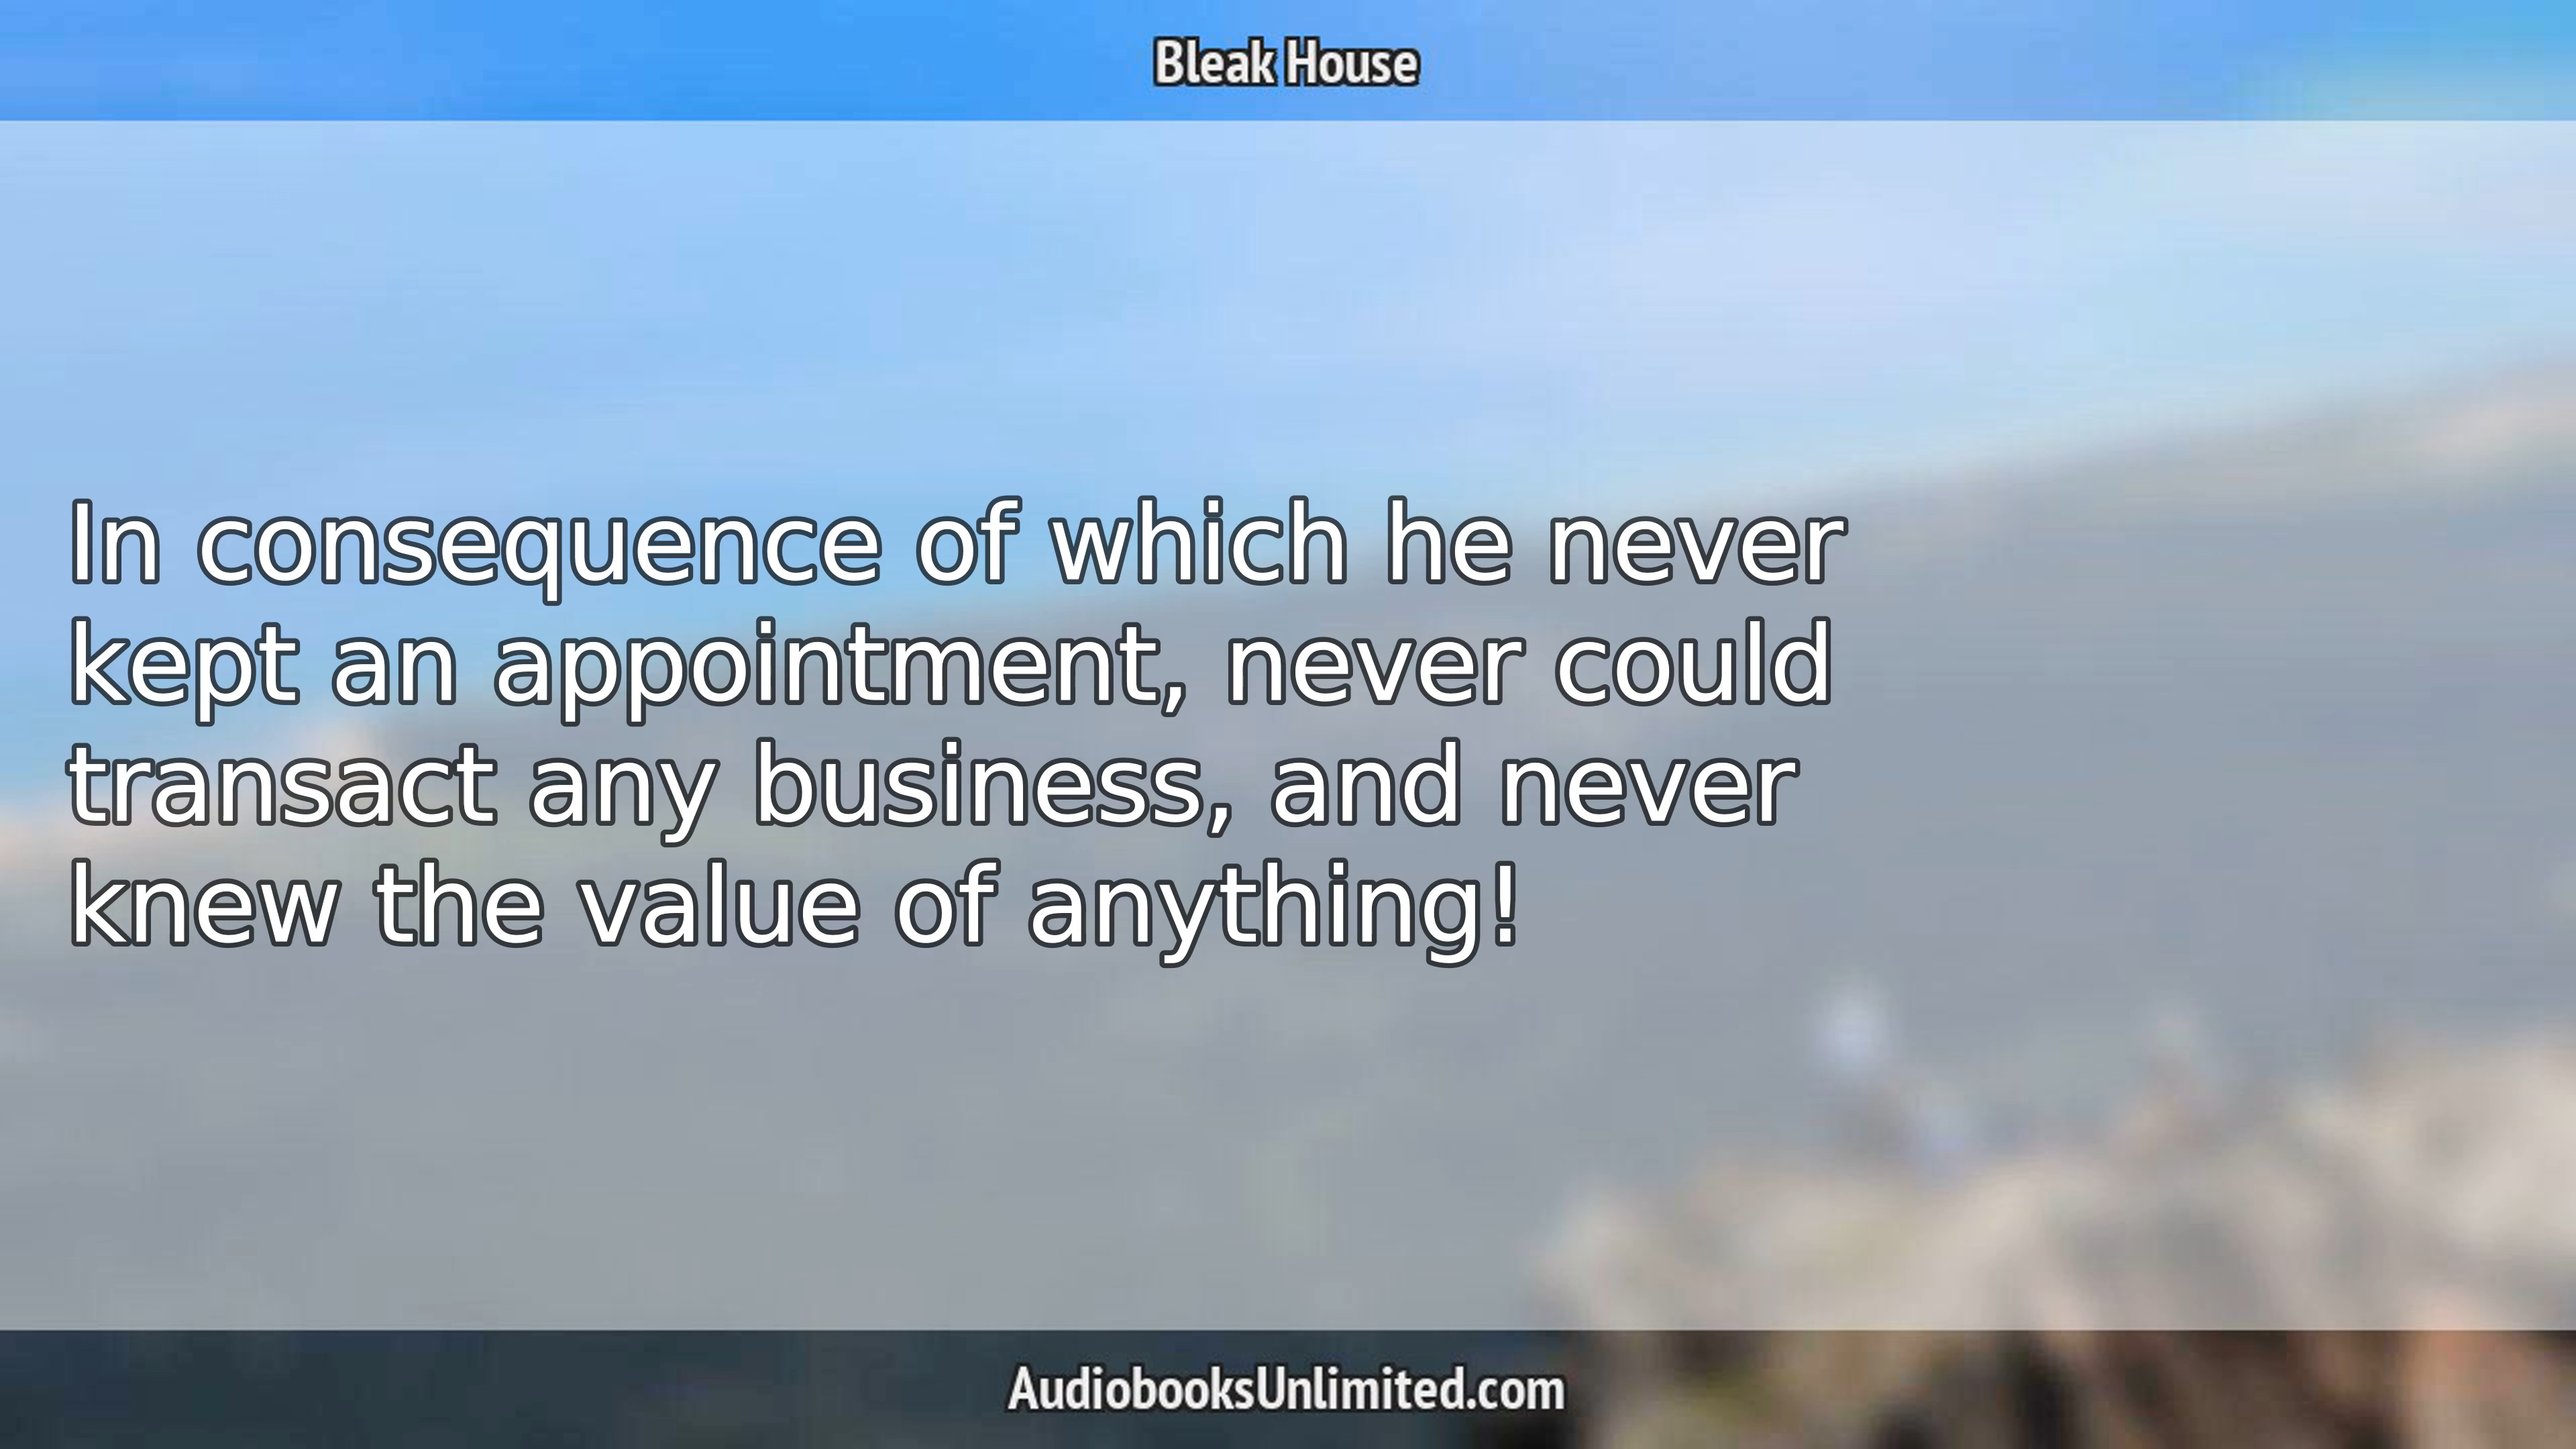 Bleak House
In consequence of which he never
kept an appointment, never could
transact any business, and never
knew the value of anything!
AudiobooksUnlimited.com